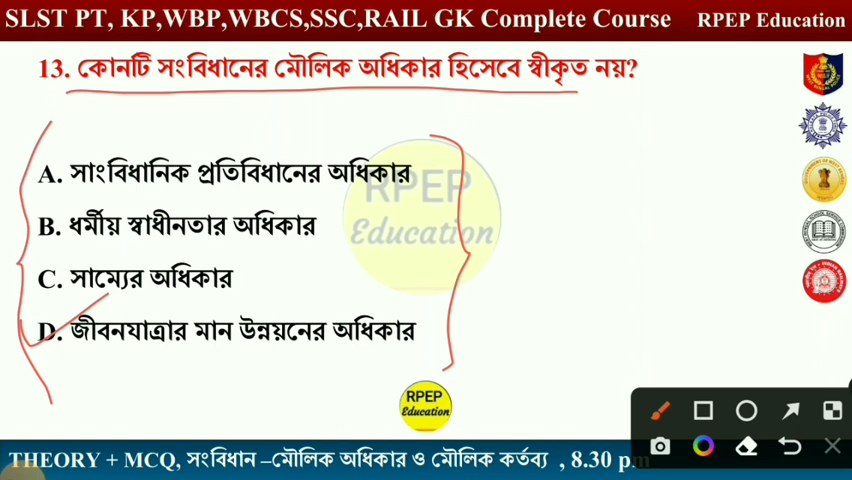 SLST PT, KP,WBP,WBCS,SSC,RAIL GK Complete Course RPEP Education
13. কোনটি সংবিধানের মৌলিক অধিকার হিসেবে স্বীকৃত নয়?
A. সাংবিধানিক প্রতিবিধানের অধিকার
B. ধর্মীয় স্বাধীনতার অধিকার
C. সাম্যের অধিকার
D. জীবনযাত্রার মান উন্নয়নের অধিকার
RPEP
Education
RPEP
Education
THEORY + MCQ, সংবিধান –মৌলিক অধিকার ও মৌলিক কর্তব্য , 8.30 pm